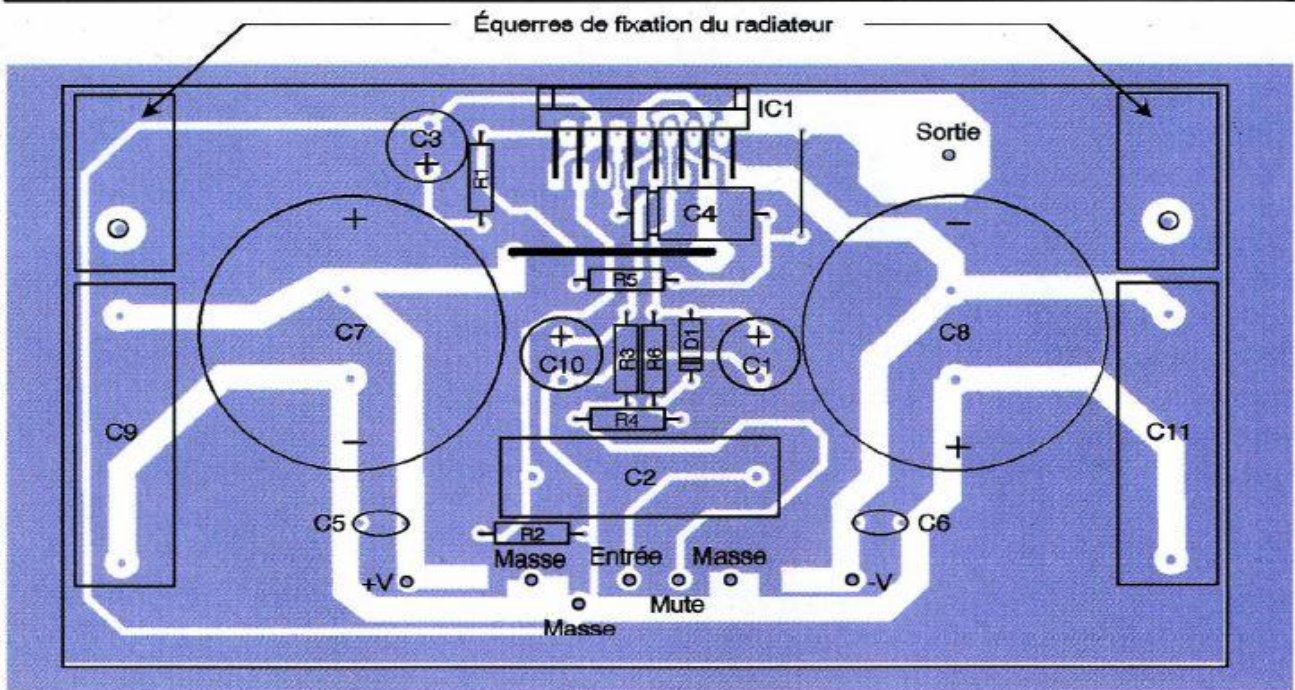 Équerres de fixation du radiateur
IC1
C3
+
R1
Sortie
C4
+
−
R5
C7
C8
+
C10
R3
R6
D1
+
C1
R4
C9
C11
−
+
C2
C5
C6
R2
Masse
Entrée
Masse
+V
-V
Mute
Masse